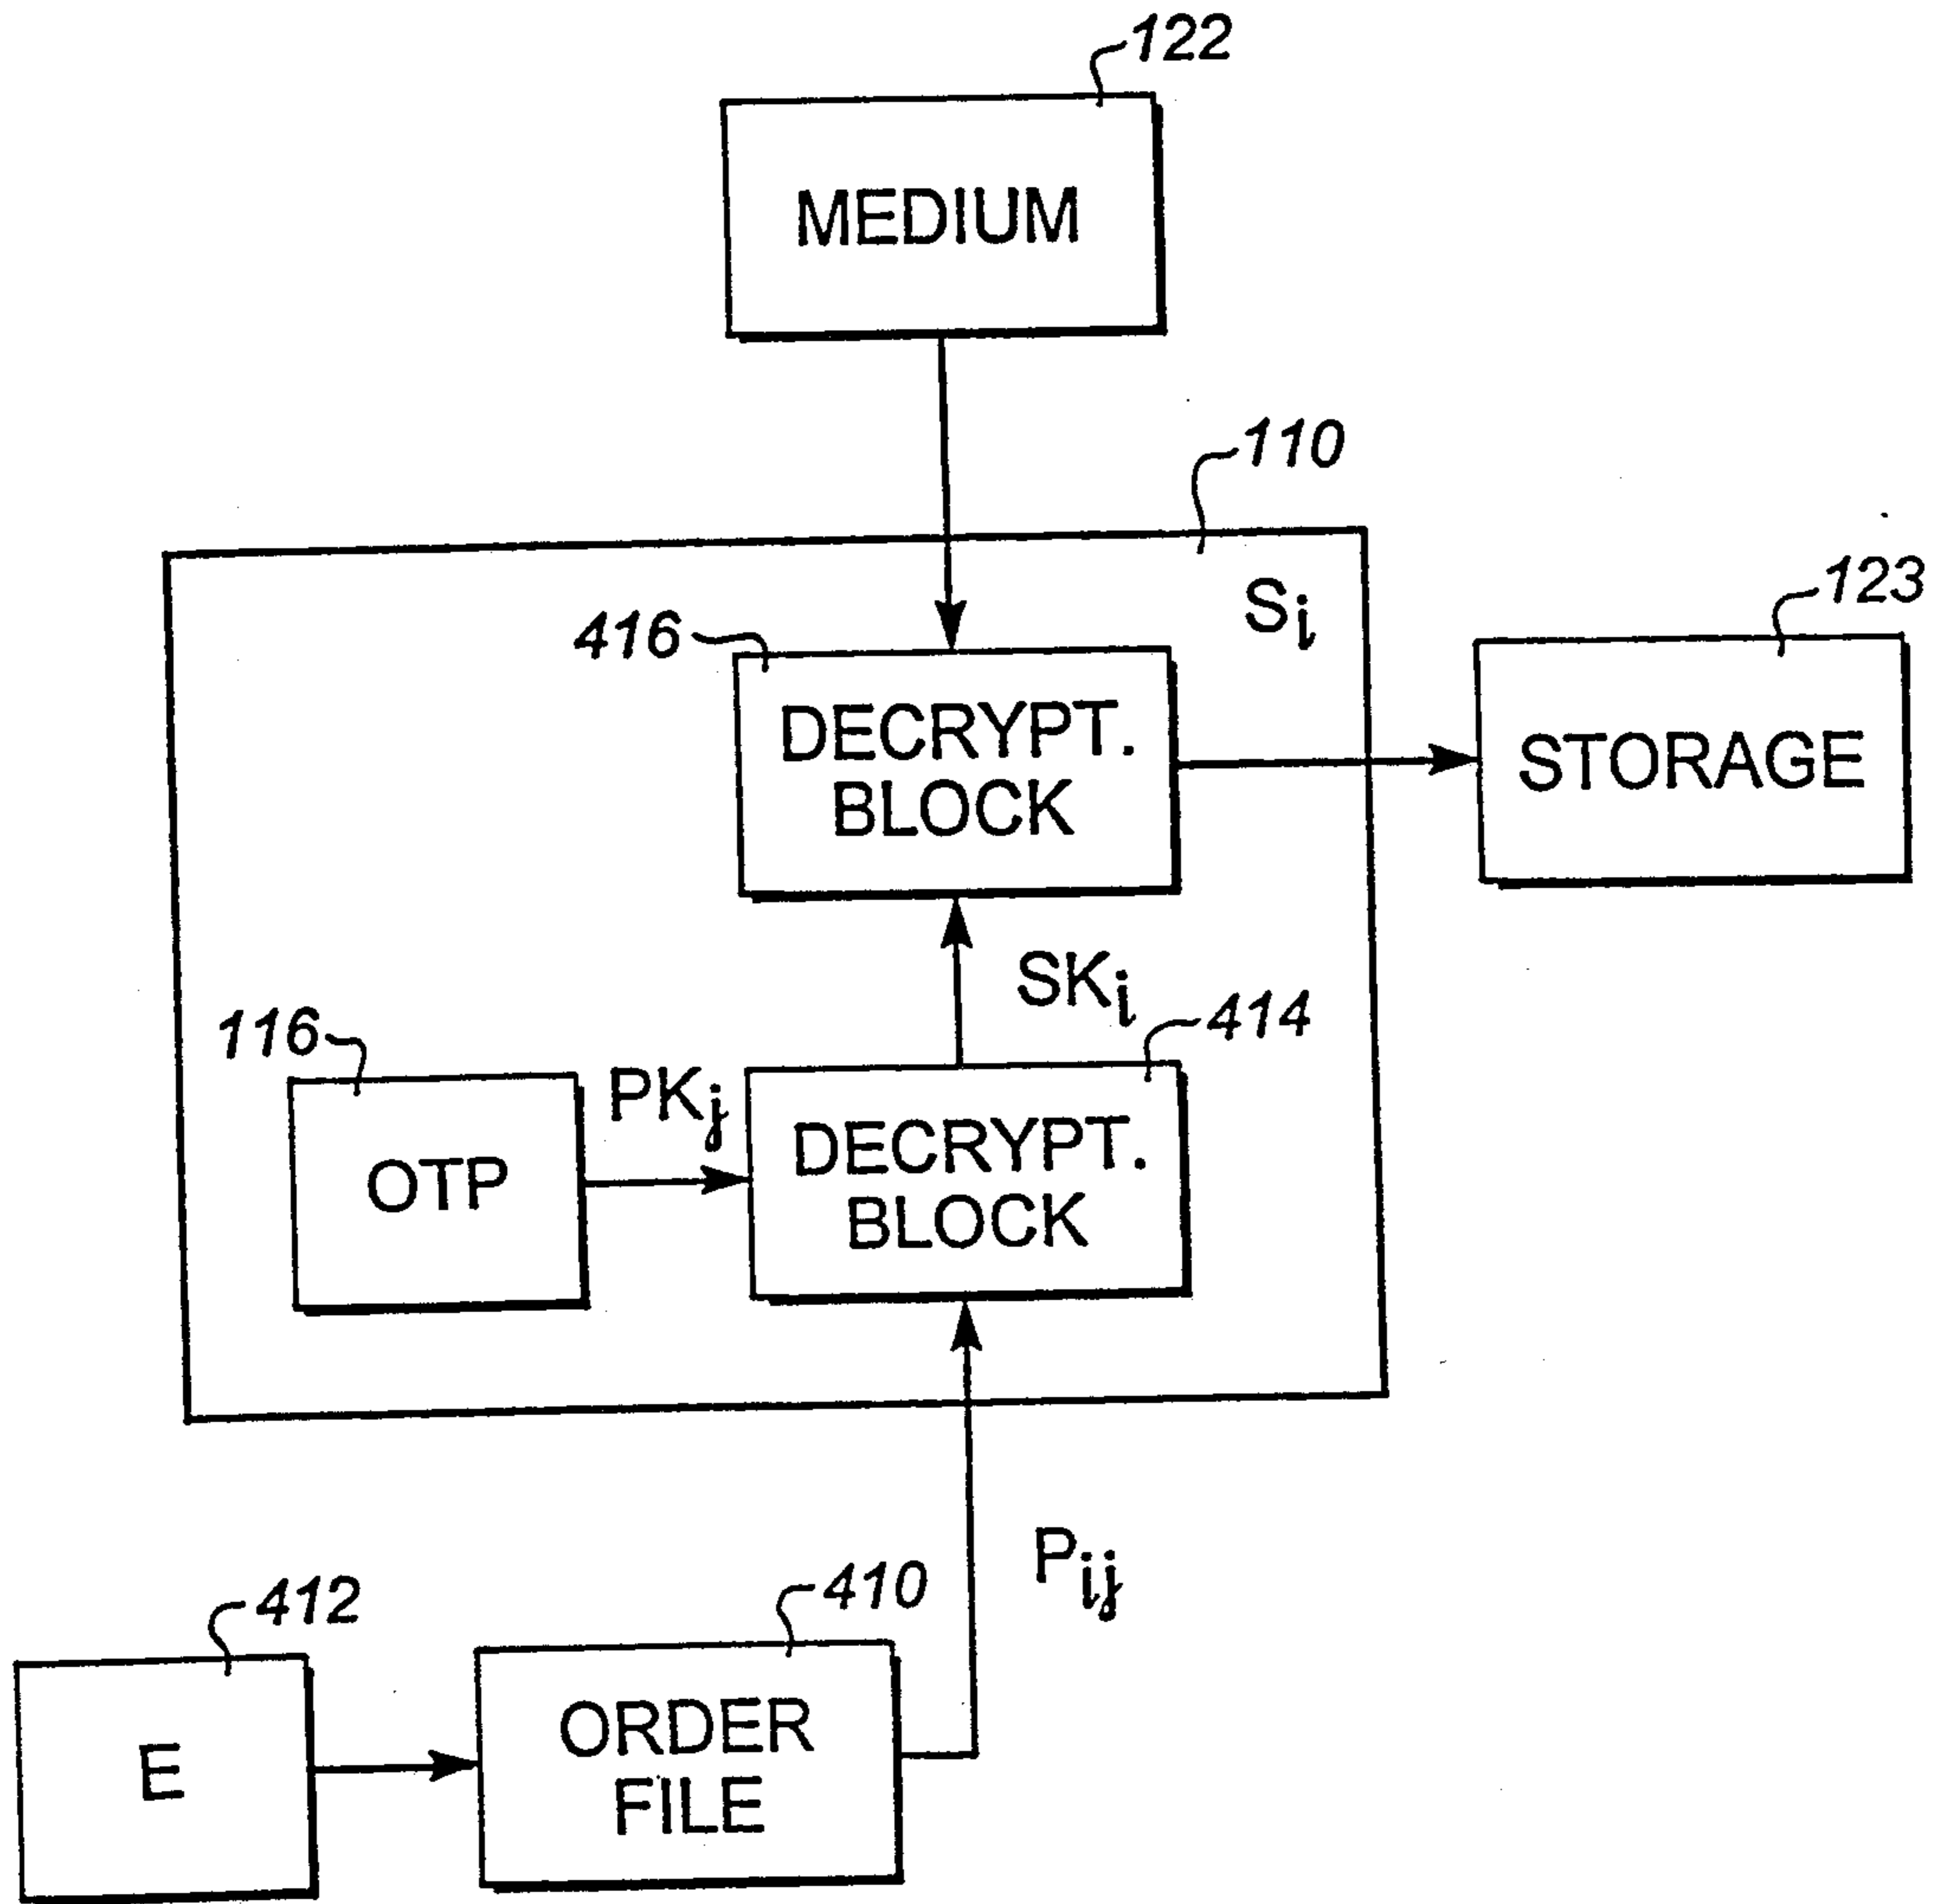 122
MEDIUM
110
Si
123
416
DECRYPT.
BLOCK
STORAGE
SKi
414
116
PKj
OTP
DECRYPT.
BLOCK
Pij
412
410
E
ORDER
FILE